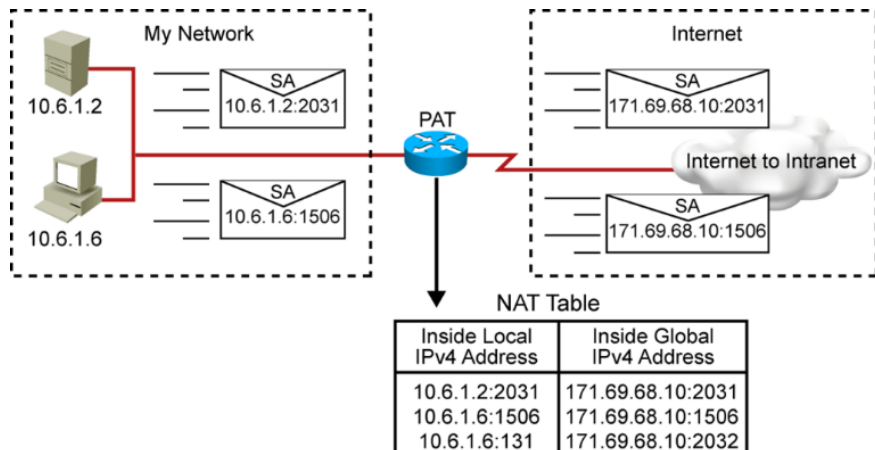 My Network
Internet
SA
10.6.1.2:2031
SA
171.69.68.10:2031
10.6.1.2
PAT
Internet to Intranet
SA
10.6.1.6:1506
SA
171.69.68.10:1506
10.6.1.6
NAT Table
Inside Local
IPv4 Address
Inside Global
IPv4 Address
10.6.1.2:2031
171.69.68.10:2031
10.6.1.6:1506
171.69.68.10:1506
10.6.1.6:131
171.69.68.10:2032